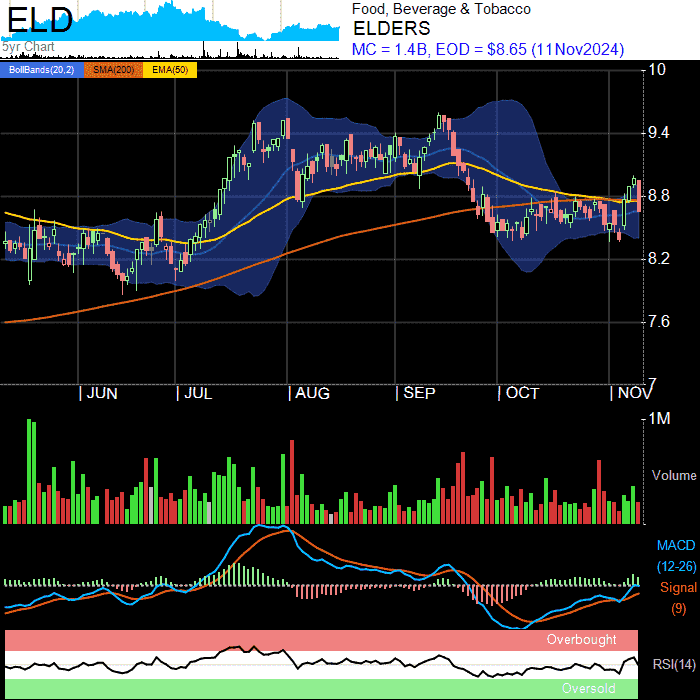 ELD
5yr Chart
Food, Beverage & Tobacco
ELDERS
MC = 1.4B, EOD = $8.65 (11Nov2024)
BollBands(20,2) SMA(200) EMA(50)
10
9.4
8.8
8.2
7.6
7
| JUN | JUL | AUG | SEP | OCT | NOV
1M
Volume
MACD
(12-26)
Signal
(9)
Overbought
RSI(14)
Oversold